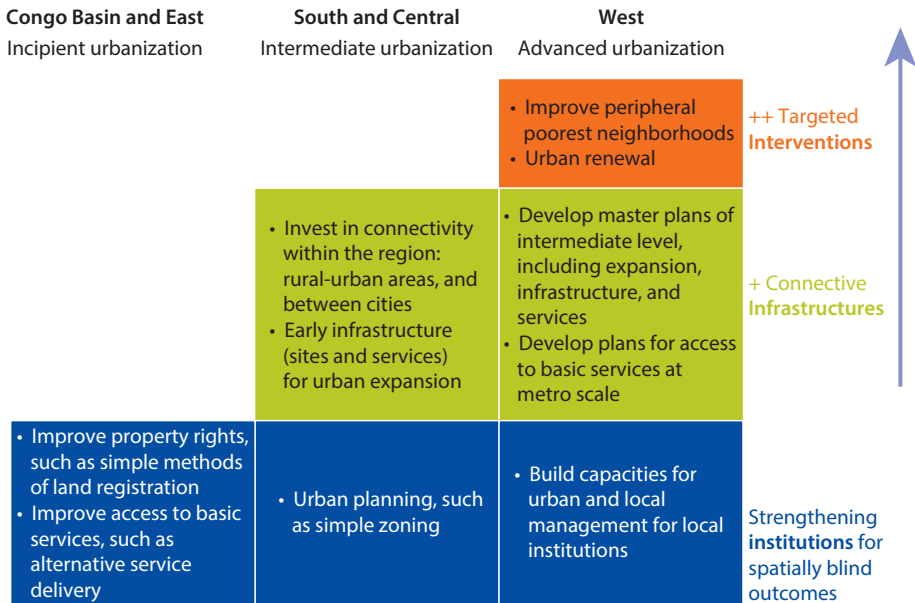 Congo Basin and East
Incipient urbanization
South and Central
Intermediate urbanization
West
Advanced urbanization
• Improve peripheral
poorest neighborhoods
• Urban renewal
++ Targeted
Interventions
• Invest in connectivity
within the region:
rural-urban areas, and
between cities
• Early infrastructure
(sites and services)
for urban expansion
• Develop master plans of
intermediate level,
including expansion,
infrastructure, and
services
• Develop plans for access
to basic services at
metro scale
+ Connective
Infrastructures
• Improve property rights,
such as simple methods
of land registration
• Improve access to basic
services, such as
alternative service
delivery
• Urban planning, such
as simple zoning
• Build capacities for
urban and local
management for local
institutions
Strengthening
institutions for
spatially blind
outcomes